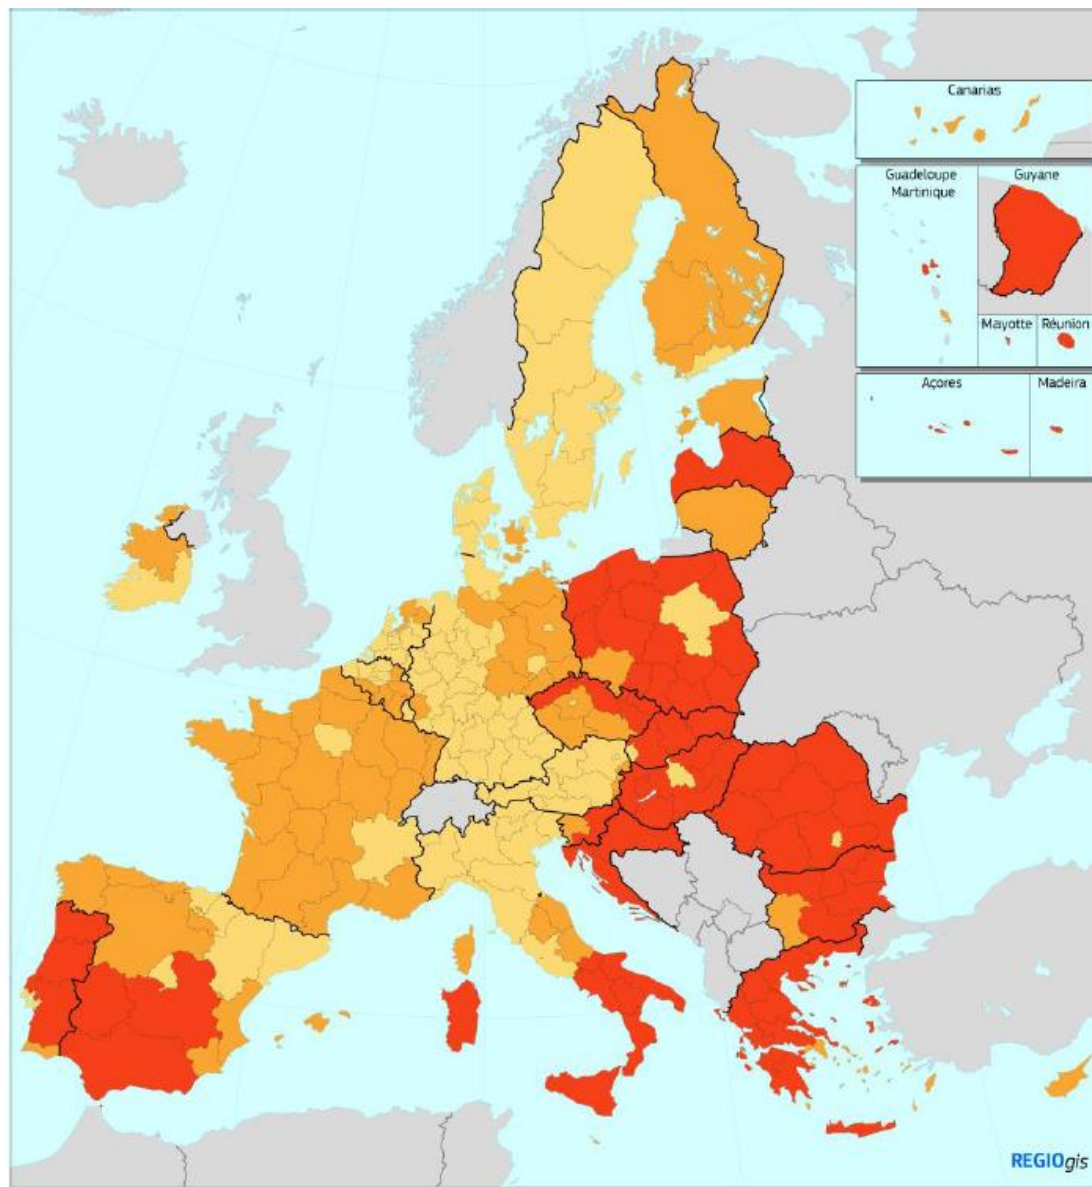 Canarias
Guadeloupe
Martinique
Guyane
Mayotte
Réunion
Açores
Madeira
REGIOgis